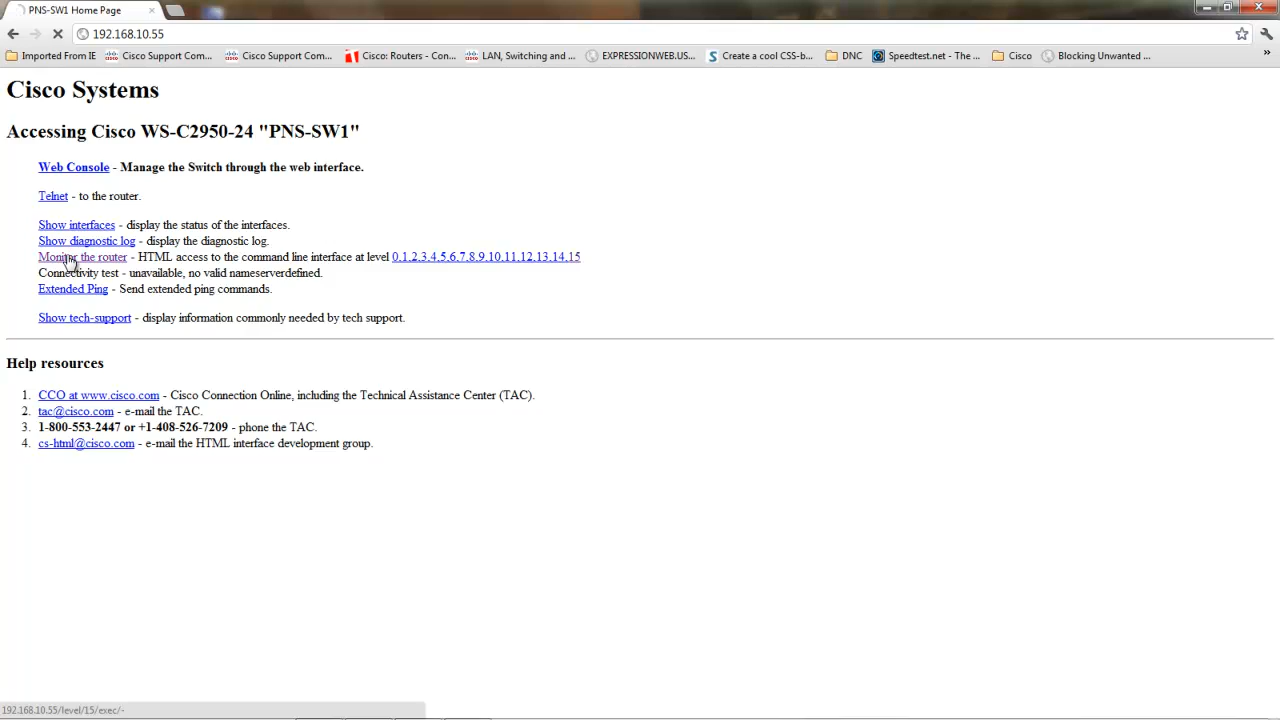 PNS-SW1 Home Page
192.168.10.55
Imported From IE Cisco Support Com... Cisco Support Com... Cisco: Routers - Con... LAN, Switching and ... EXPRESSIONWEB.US... Create a cool CSS-b... DNC Speedtest.net - The ... Cisco Blocking Unwanted ... »
Cisco Systems
Accessing Cisco WS-C2950-24 "PNS-SW1"
Web Console - Manage the Switch through the web interface.
Telnet - to the router.
Show interfaces - display the status of the interfaces.
Show diagnostic log - display the diagnostic log.
Monitor the router - HTML access to the command line interface at level 0,1,2,3,4,5,6,7,8,9,10,11,12,13,14,15
Connectivity test - unavailable, no valid nameserverdefined.
Extended Ping - Send extended ping commands.
Show tech-support - display information commonly needed by tech support.
Help resources
1. CCO at www.cisco.com - Cisco Connection Online, including the Technical Assistance Center (TAC).
2. tac@cisco.com - e-mail the TAC.
3. 1-800-553-2447 or +1-408-526-7209 - phone the TAC.
4. cs-html@cisco.com - e-mail the HTML interface development group.
192.168.10.55/level/15/exec/-